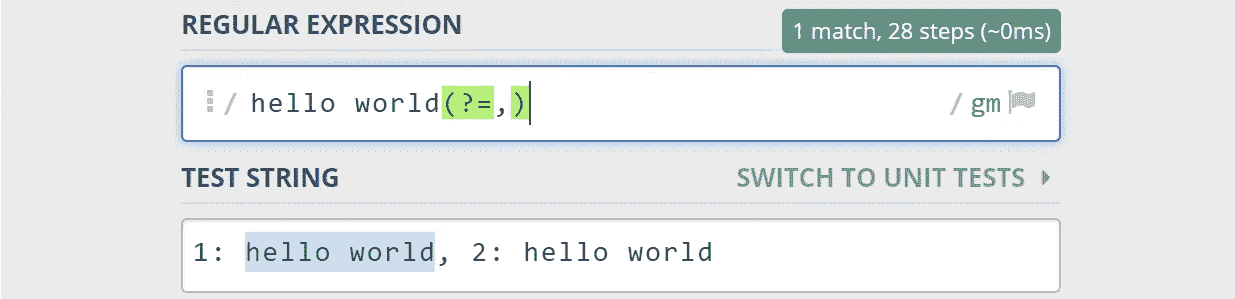 REGULAR EXPRESSION
1 match, 28 steps (~0ms)
/ hello world(?=,) / gm
TEST STRING
SWITCH TO UNIT TESTS
1: hello world, 2: hello world